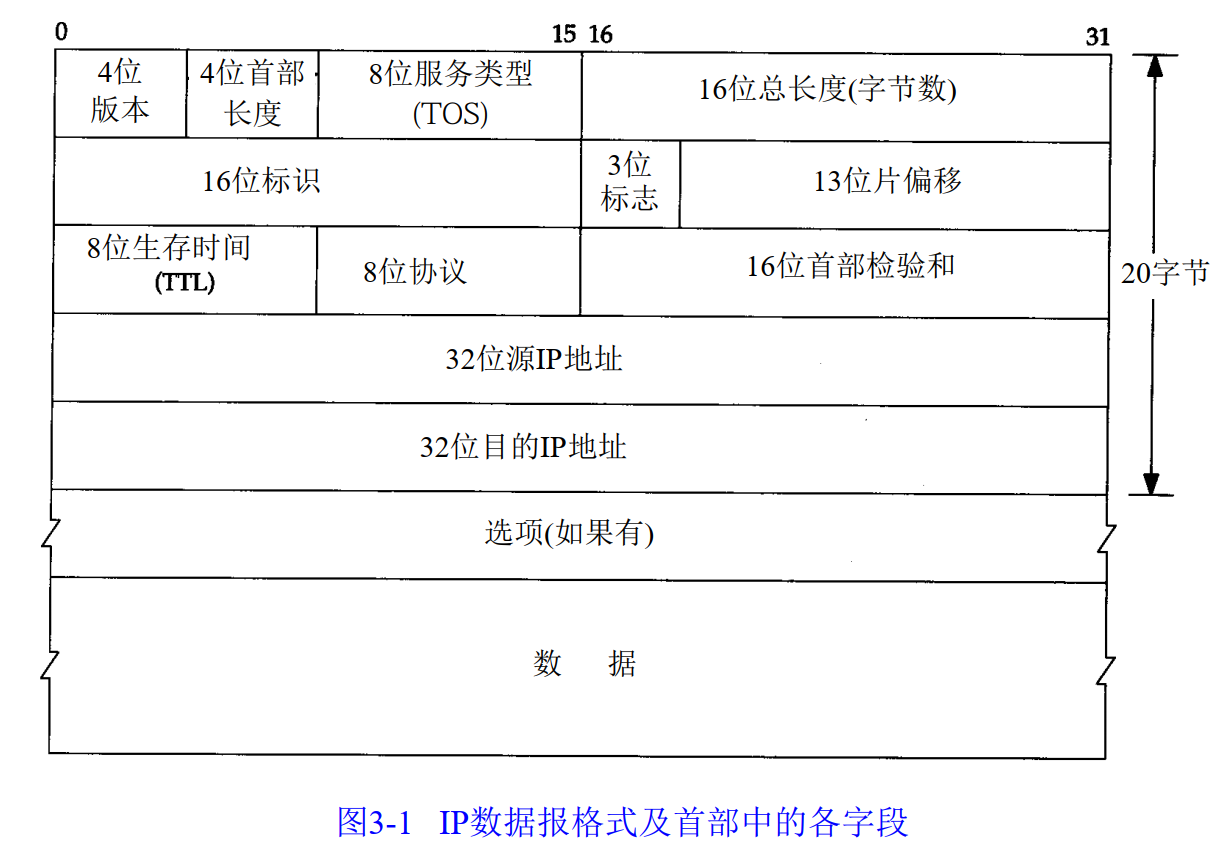 0
15 16
31
4位
版本
4位首部
长度
8位服务类型
(TOS)
16位总长度(字节数)
16位标识
3位
标志
13位片偏移
8位生存时间
(TTL)
8位协议
16位首部检验和
20字节
32位源IP地址
32位目的IP地址
选项(如果有)
数 据
图3-1 IP数据报格式及首部中的各字段